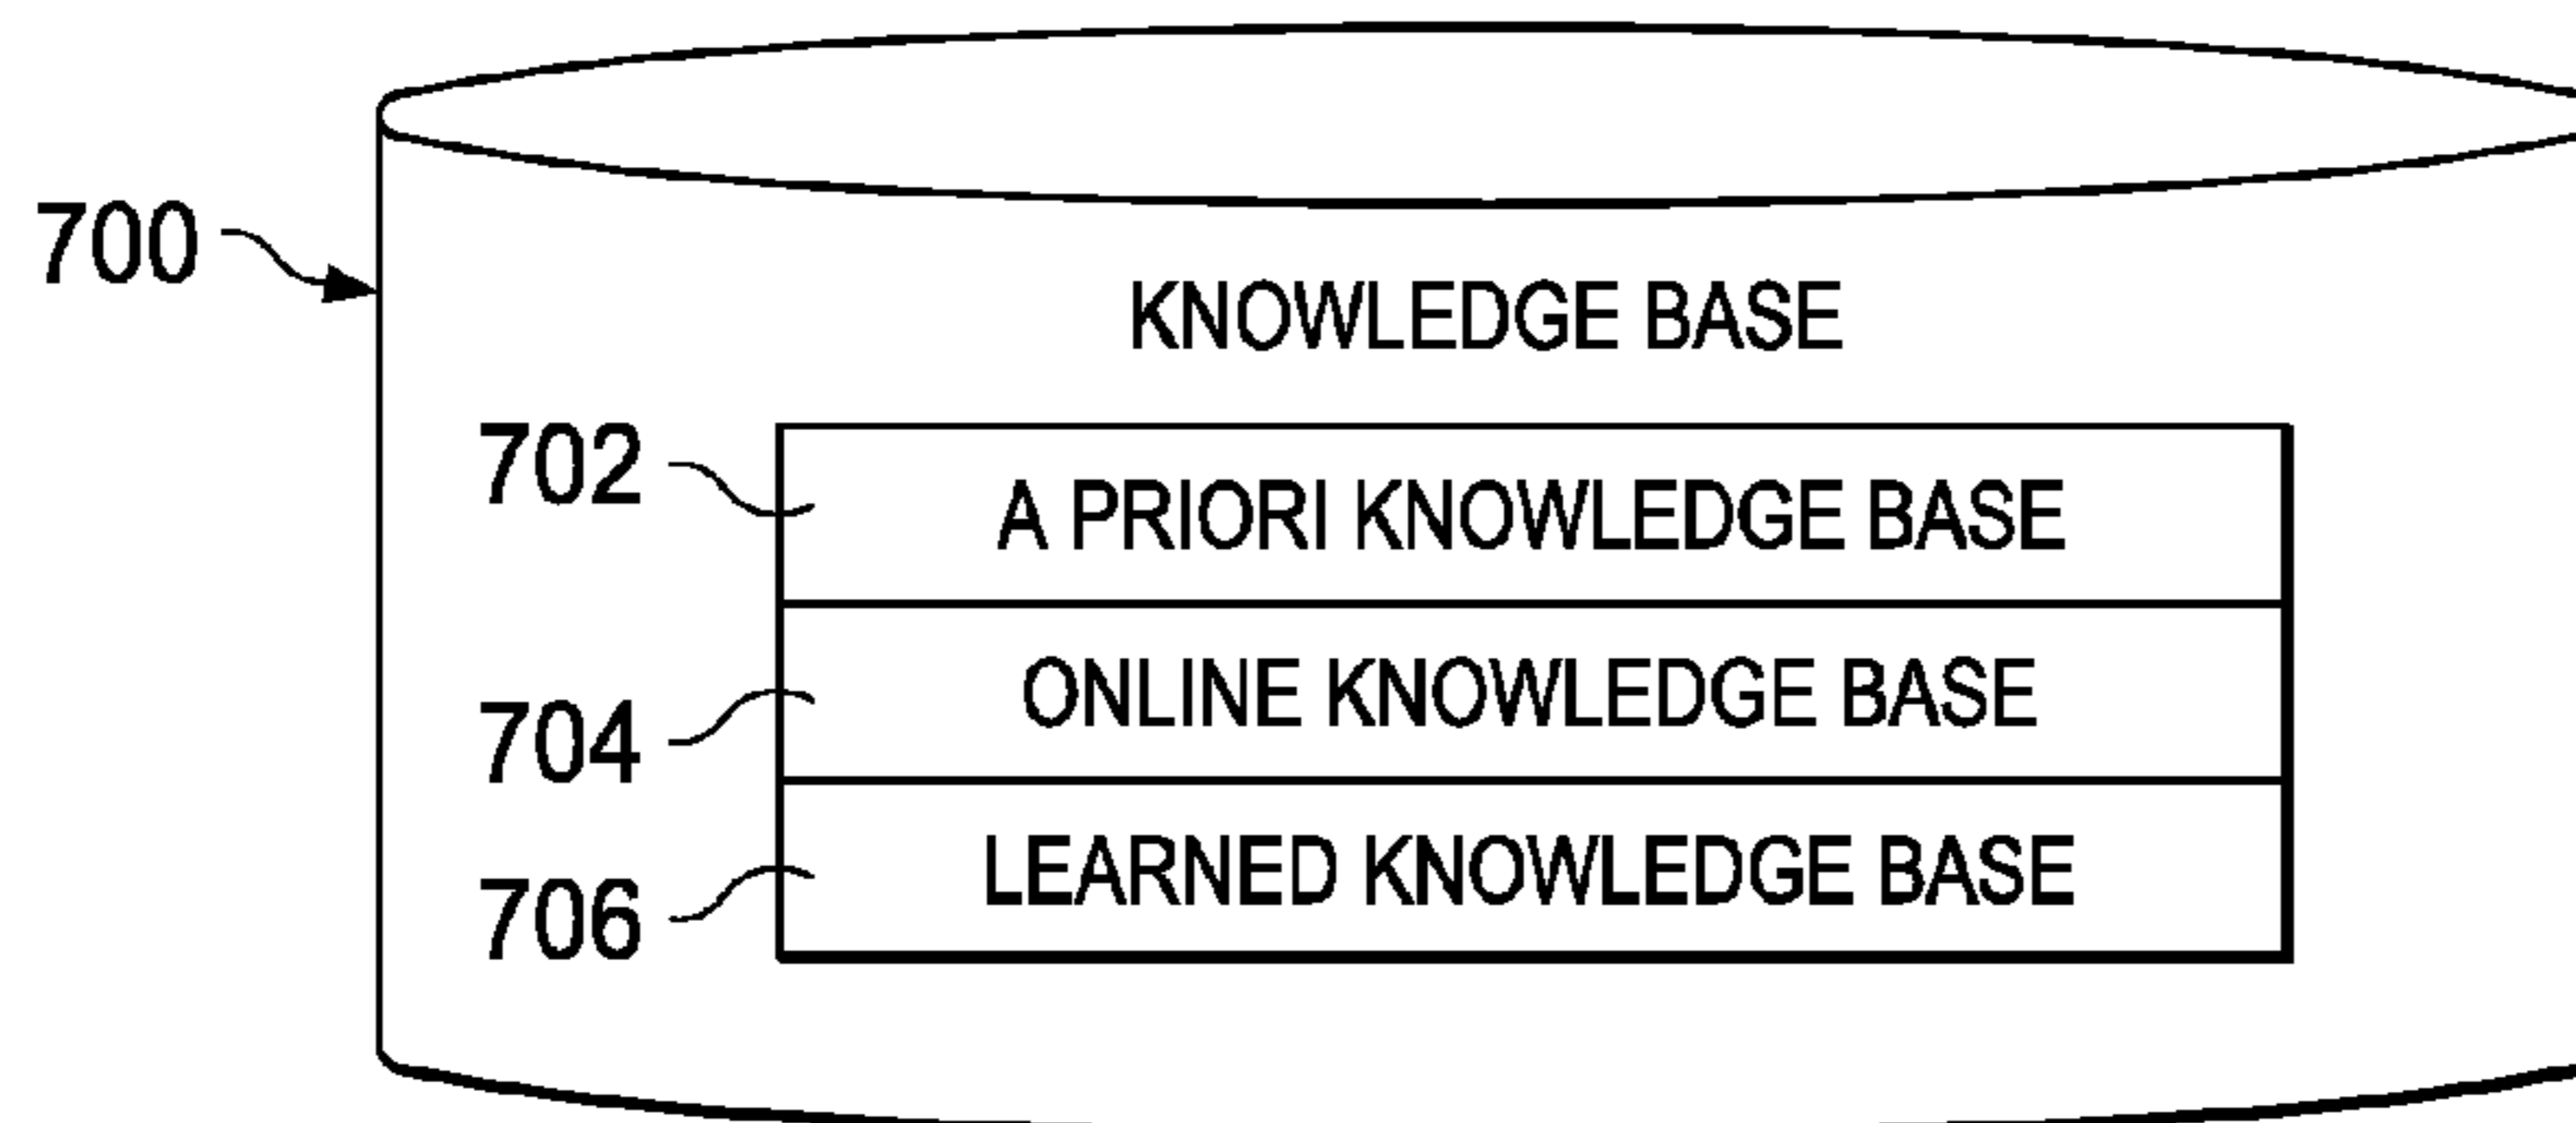 700
KNOWLEDGE BASE
702
A PRIORI KNOWLEDGE BASE
704
ONLINE KNOWLEDGE BASE
706
LEARNED KNOWLEDGE BASE